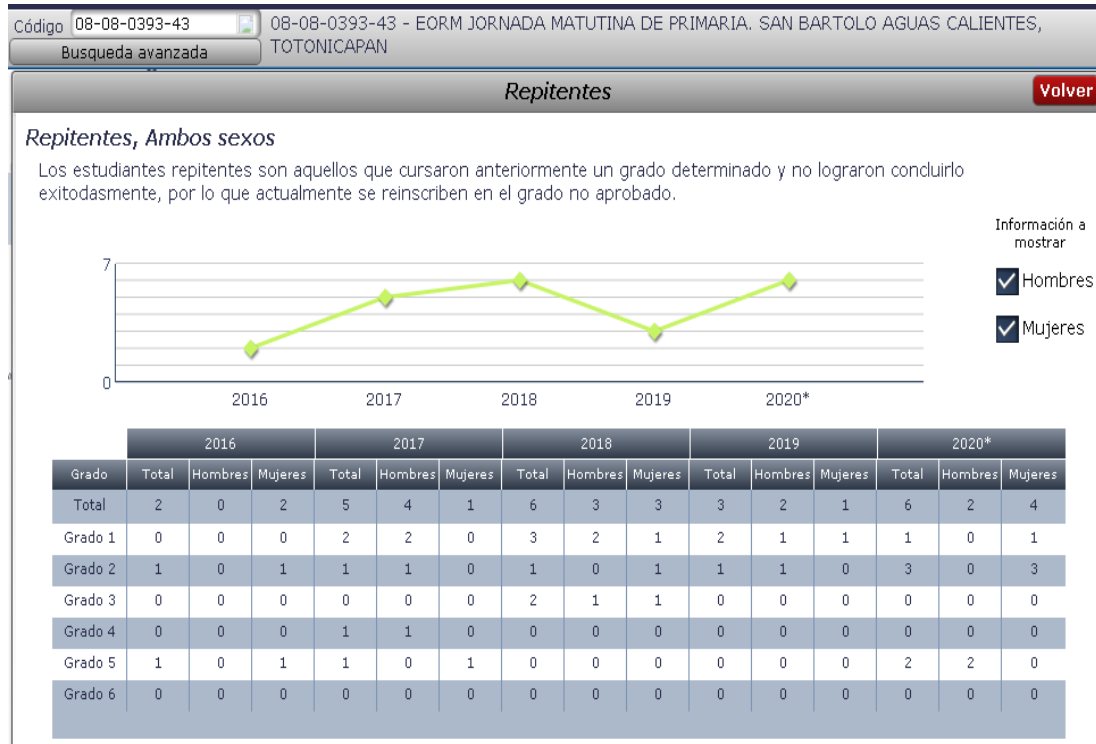 Código 08-08-0393-43
08-08-0393-43 - EORM JORNADA MATUTINA DE PRIMARIA. SAN BARTOLO AGUAS CALIENTES,
TOTONICAPAN
Busqueda avanzada
Repitentes
Volver
Repitentes, Ambos sexos
Los estudiantes repitentes son aquellos que cursaron anteriormente un grado determinado y no lograron concluirlo
exitodasmente, por lo que actualmente se reinscriben en el grado no aprobado.
Información a
mostrar
Hombres
Mujeres
7
0
2016 2017 2018 2019 2020*
2016 2017 2018 2019 2020*
Grado Total Hombres Mujeres Total Hombres Mujeres Total Hombres Mujeres Total Hombres Mujeres Total Hombres Mujeres
Total 2 0 2 5 4 1 6 3 3 3 2 1 6 2 4
Grado 1 0 0 0 2 2 0 3 2 1 2 1 1 1 0 1
Grado 2 1 0 1 1 1 0 1 0 1 1 1 0 3 0 3
Grado 3 0 0 0 0 0 0 2 1 1 0 0 0 0 0 0
Grado 4 0 0 0 1 1 0 0 0 0 0 0 0 0 0 0
Grado 5 1 0 1 1 0 1 0 0 0 0 0 0 2 2 0
Grado 6 0 0 0 0 0 0 0 0 0 0 0 0 0 0 0